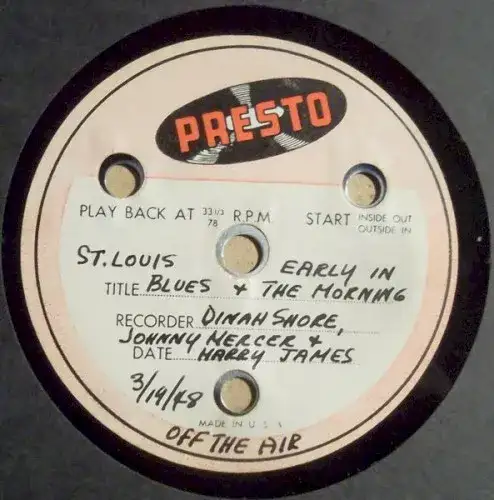 PRESTO
PLAY BACK AT 33 1/3 78 R.P.M. START INSIDE OUT OUTSIDE IN
ST. LOUIS EARLY IN
TITLE BLUES + THE MORNING
RECORDER DINAH SHORE,
JOHNNY MERCER +
DATE HARRY JAMES
3/19/48
MADE IN U.S.A.
OFF THE AIR